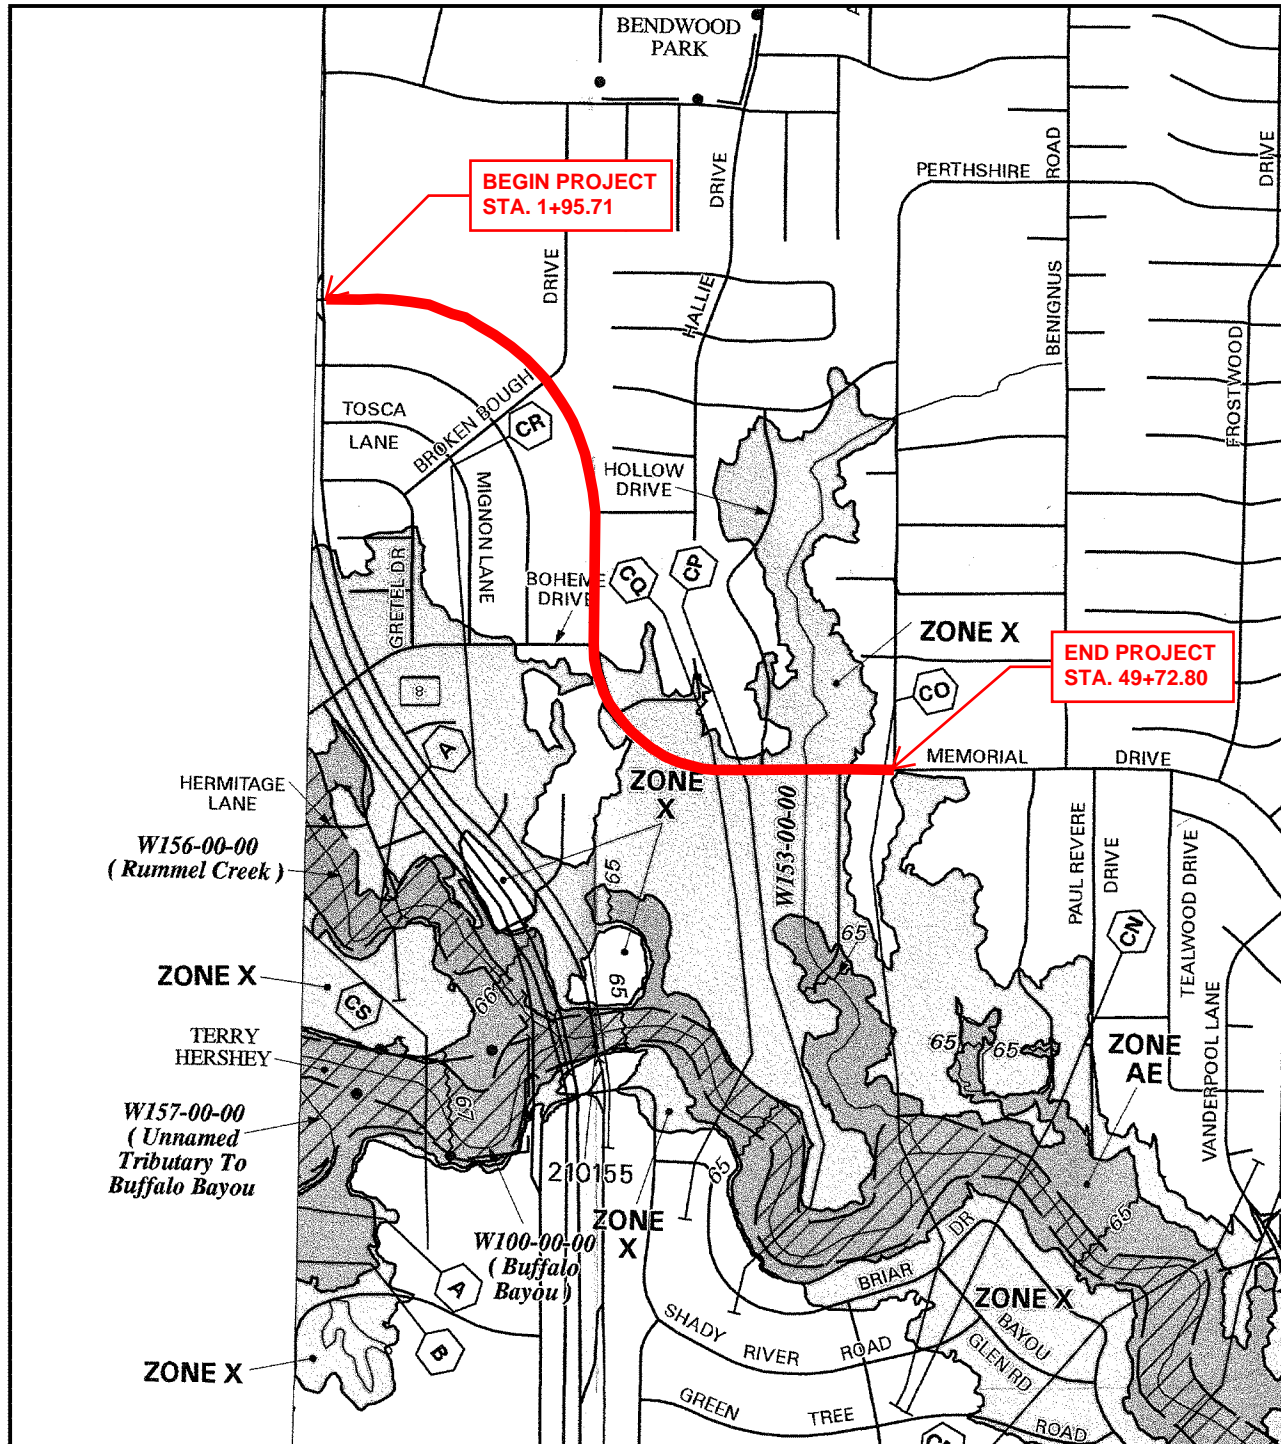 BENDWOOD
PARK
BEGIN PROJECT
STA. 1+95.71
DRIVE
PERTHSHIRE
ROAD
DRIVE
DRIVE
HALLIE
BENIGNUS
FROSTWOOD
TOSCA
LANE
BROKEN BOUGH
CR
HOLLOW
DRIVE
MIGNON LANE
GRETEL DR
BOHEME
DRIVE
CQ
CP
ZONE X
END PROJECT
STA. 49+72.80
8
CO
A
MEMORIAL
DRIVE
HERMITAGE
LANE
ZONE
X
W156-00-00
( Rummel Creek )
W153-00-00
65
PAUL REVERE
DRIVE
TEALWOOD DRIVE
CN
65
ZONE X
65
66
CS
VANDERPOOL LANE
TERRY
HERSHEY
65
65
ZONE
AE
W157-00-00
( Unnamed
Tributary To
Buffalo Bayou
67
210155
65
65
ZONE
X
W100-00-00
( Buffalo
Bayou )
DR
BRIAR
A
ZONE X
SHADY
RIVER
ROAD
BAYOU
GLEN RD
B
ZONE X
GREEN
TREE
ROAD